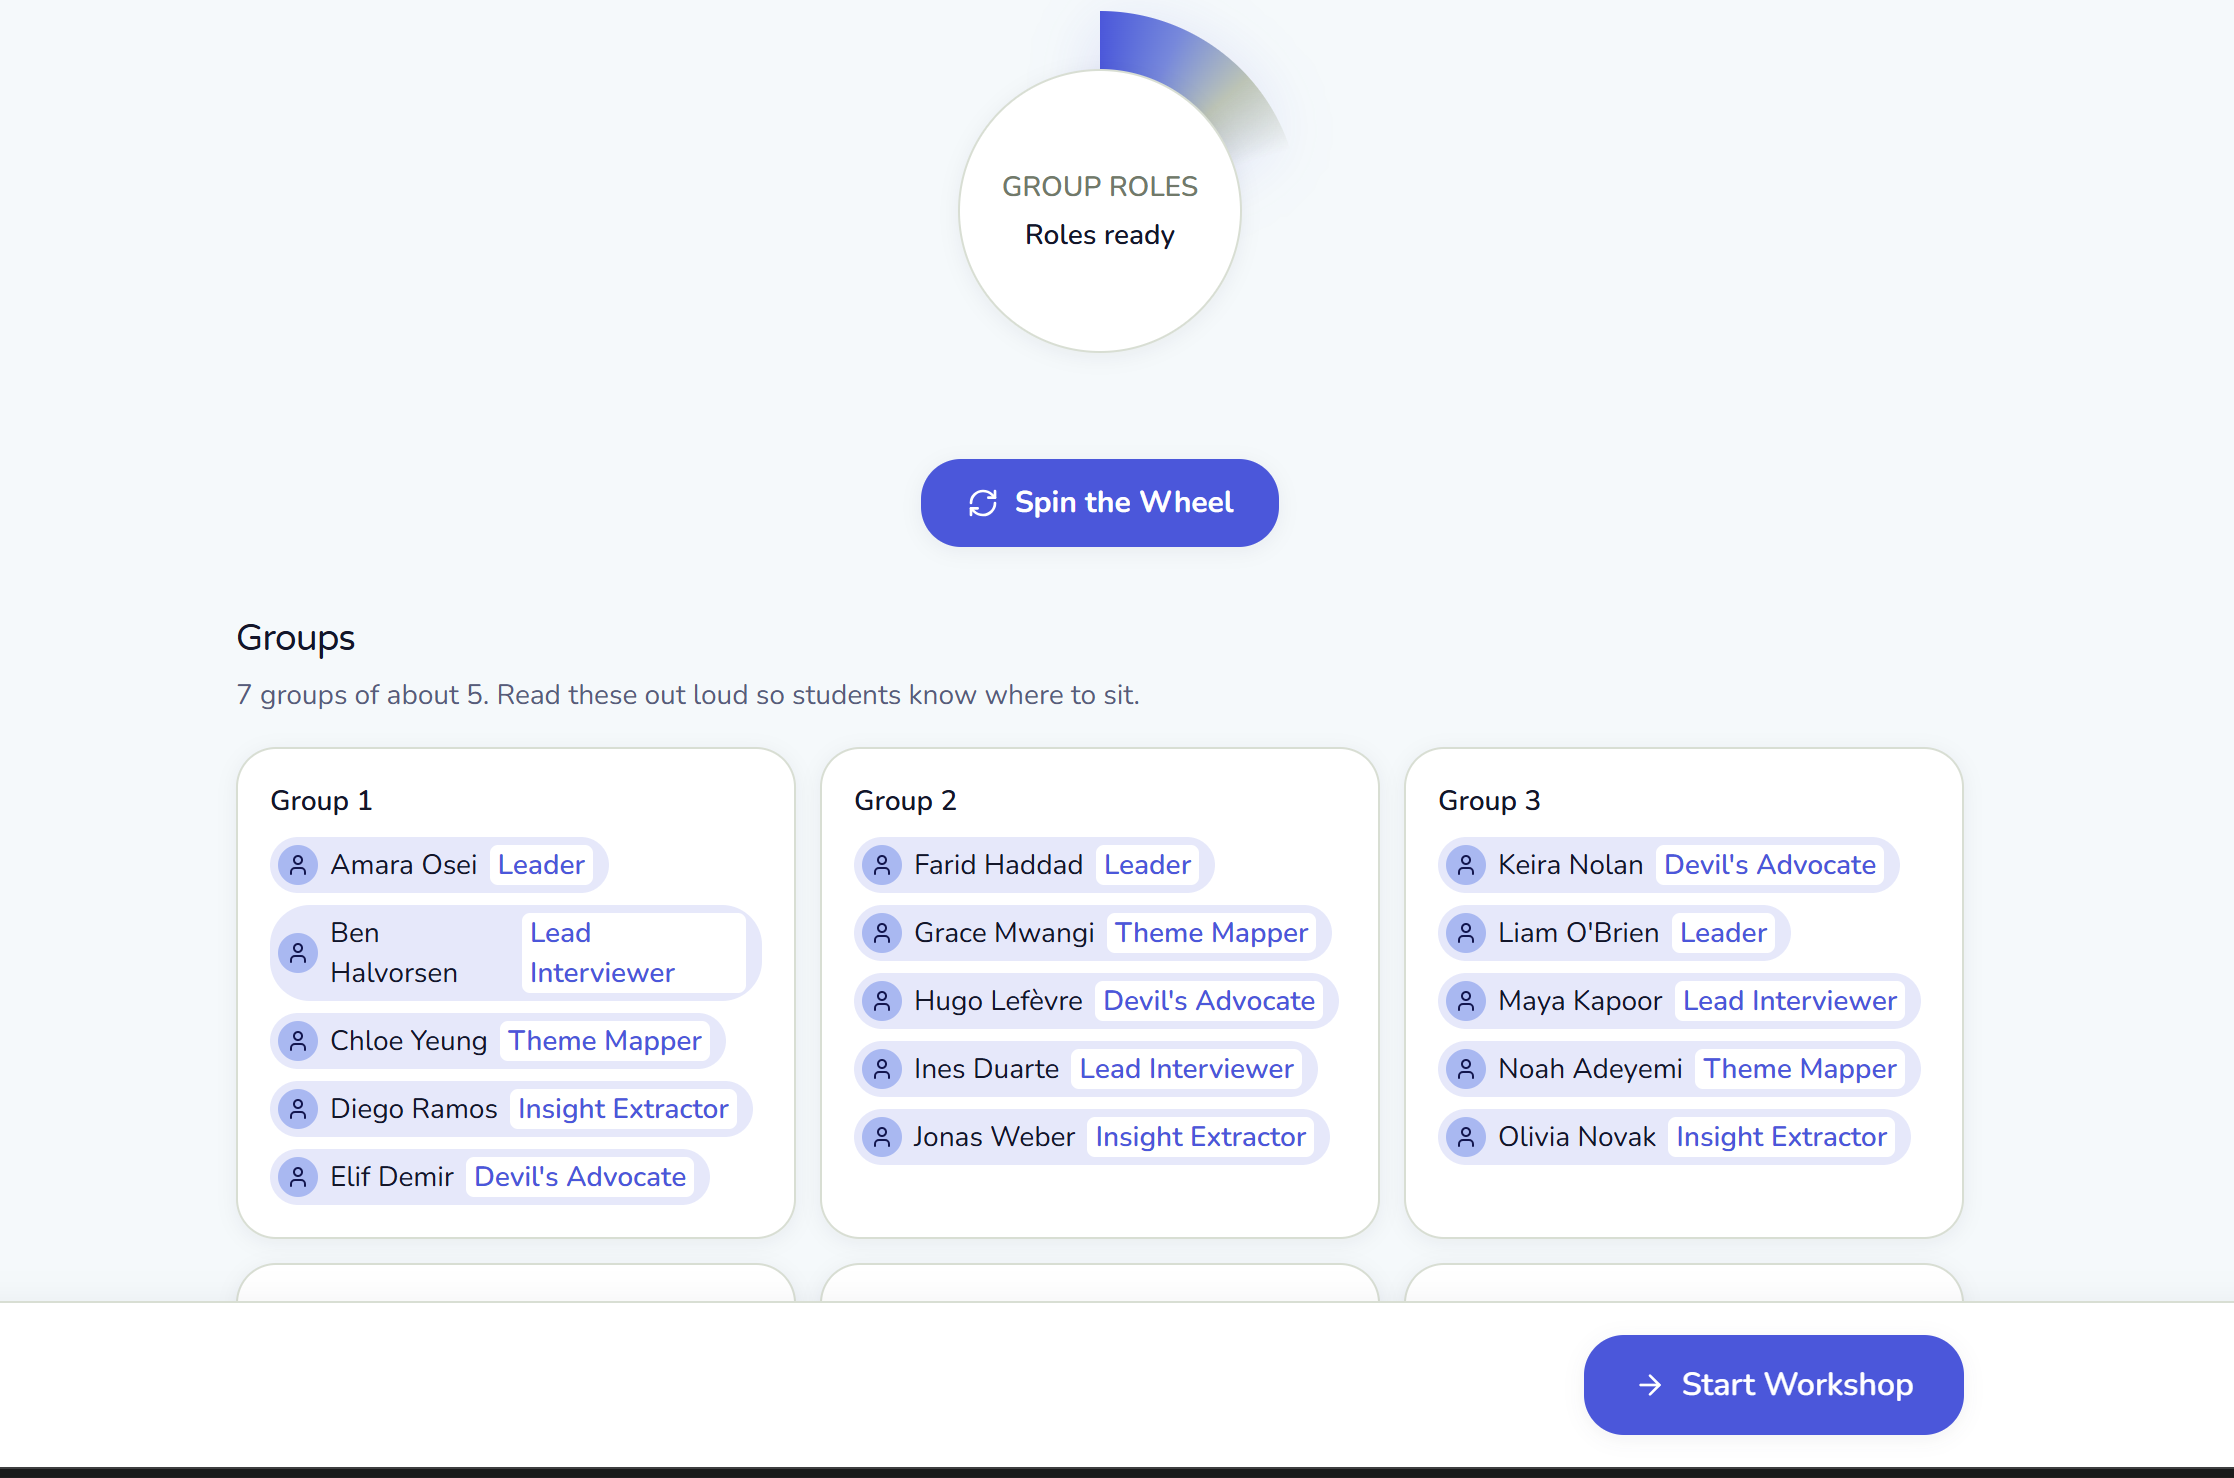 GROUP ROLES
Roles ready
Spin the Wheel
Groups
7 groups of about 5. Read these out loud so students know where to sit.
Group 1
Amara Osei Leader
Ben Halvorsen Lead Interviewer
Chloe Yeung Theme Mapper
Diego Ramos Insight Extractor
Elif Demir Devil's Advocate
Group 2
Farid Haddad Leader
Grace Mwangi Theme Mapper
Hugo Lefèvre Devil's Advocate
Ines Duarte Lead Interviewer
Jonas Weber Insight Extractor
Group 3
Keira Nolan Devil's Advocate
Liam O'Brien Leader
Maya Kapoor Lead Interviewer
Noah Adeyemi Theme Mapper
Olivia Novak Insight Extractor
Start Workshop